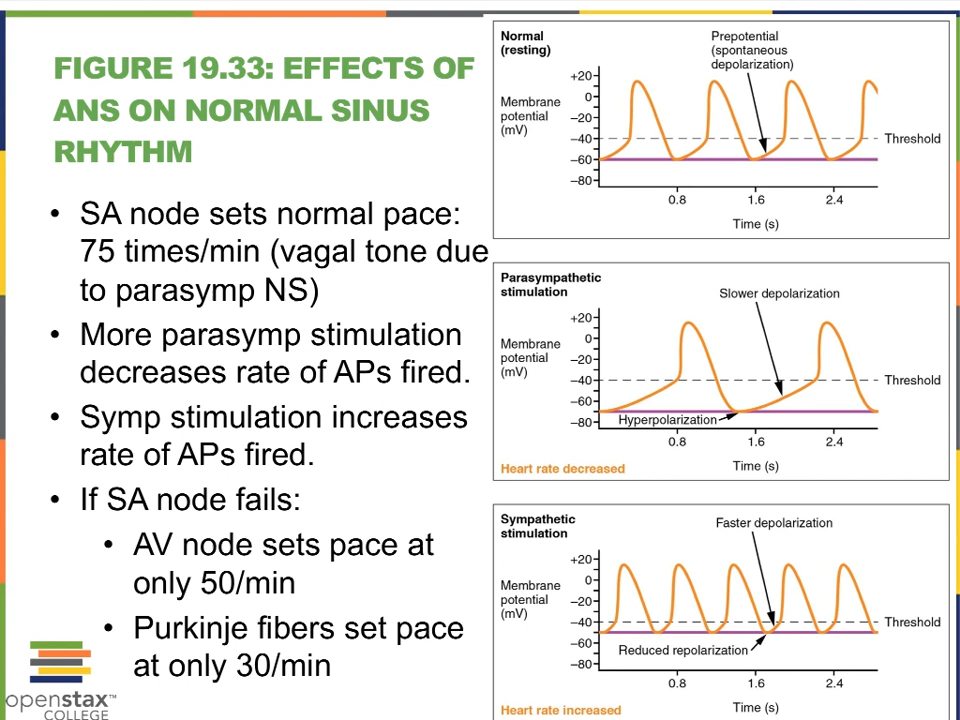 FIGURE 19.33: EFFECTS OF
ANS ON NORMAL SINUS
RHYTHM
• SA node sets normal pace:
75 times/min (vagal tone due
to parasymp NS)
• More parasymp stimulation
decreases rate of APs fired.
• Symp stimulation increases
rate of APs fired.
• If SA node fails:
• AV node sets pace at
only 50/min
• Purkinje fibers set pace
at only 30/min
openstax™
COLLEGE
Normal
(resting)
Prepotential
(spontaneous
depolarization)
Membrane
potential
(mV)
+20
0
–20
–40
–60
–80
Threshold
0.8 1.6 2.4
Time (s)
Parasympathetic
stimulation
Slower depolarization
Membrane
potential
(mV)
+20
0
–20
–40
–60
–80
Threshold
Hyperpolarization
0.8 1.6 2.4
Heart rate decreased
Time (s)
Sympathetic
stimulation
Faster depolarization
Membrane
potential
(mV)
+20
0
–20
–40
–60
–80
Threshold
Reduced repolarization
0.8 1.6 2.4
Heart rate increased
Time (s)